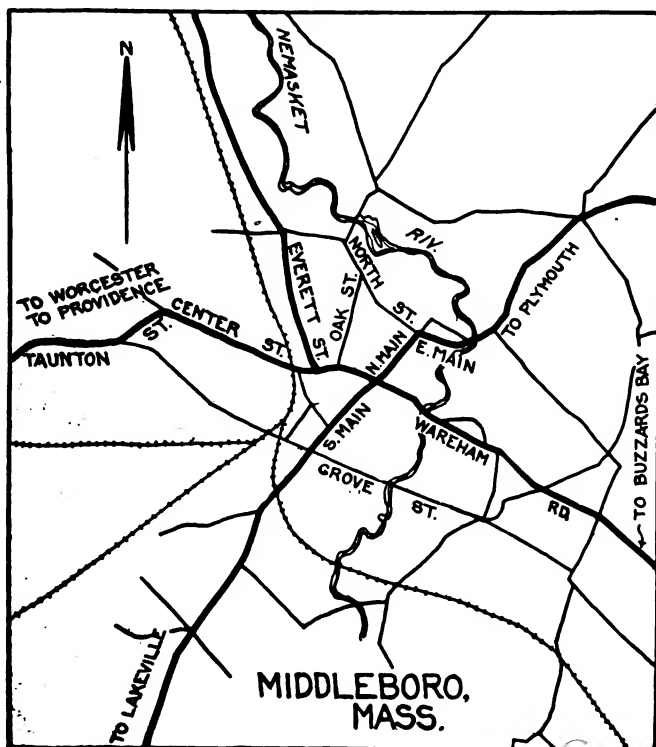 N
NEMASKET
RIV.
TO WORCESTER
TO PROVIDENCE
CENTER
ST.
ST.
TAUNTON
EVERETT
ST.
OAK ST.
NORTH
ST.
N. MAIN
E. MAIN
TO PLYMOUTH
S. MAIN
WAREHAM
RD.
GROVE
ST.
TO BUZZARDS BAY
TO LAKEVILLE
MIDDLEBORO,
MASS.